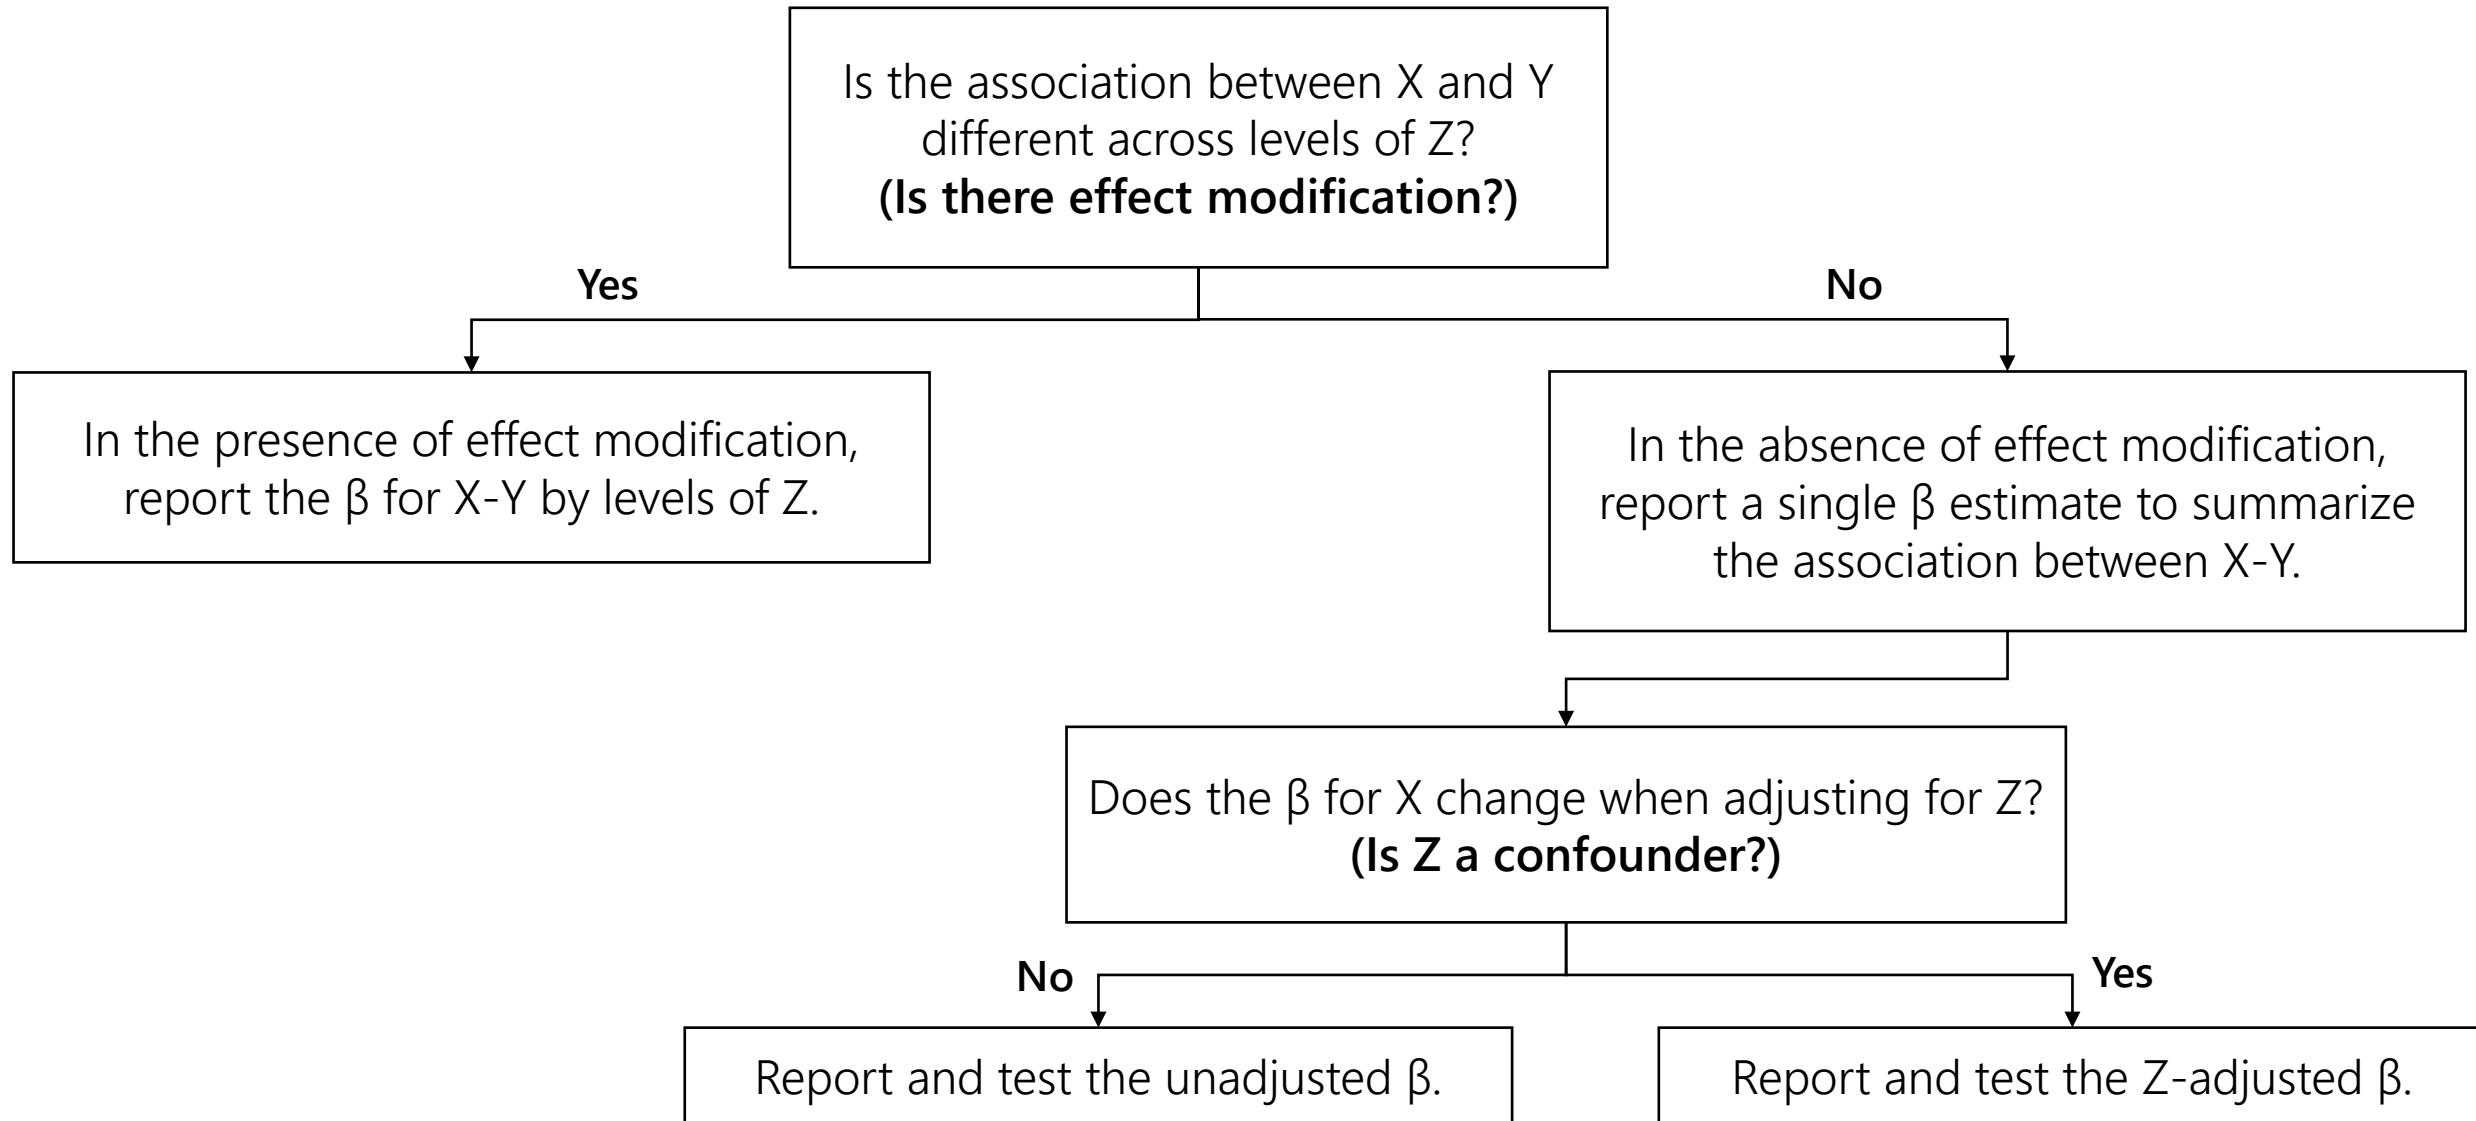 Is the association between X and Y
different across levels of Z?
(Is there effect modification?)
Yes
No
In the presence of effect modification,
report the β for X-Y by levels of Z.
In the absence of effect modification,
report a single β estimate to summarize
the association between X-Y.
Does the β for X change when adjusting for Z?
(Is Z a confounder?)
No
Yes
Report and test the unadjusted β.
Report and test the Z-adjusted β.